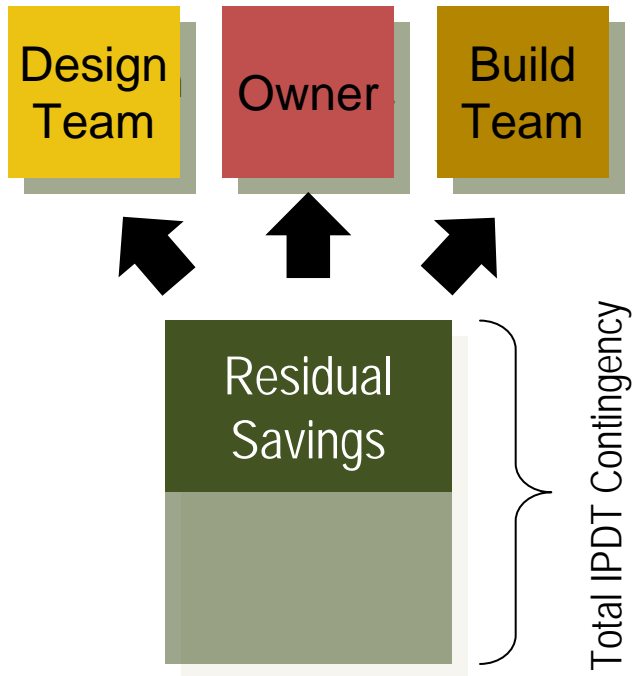 Design
Team
Owner
Build
Team
Residual
Savings
Total IPDT Contingency